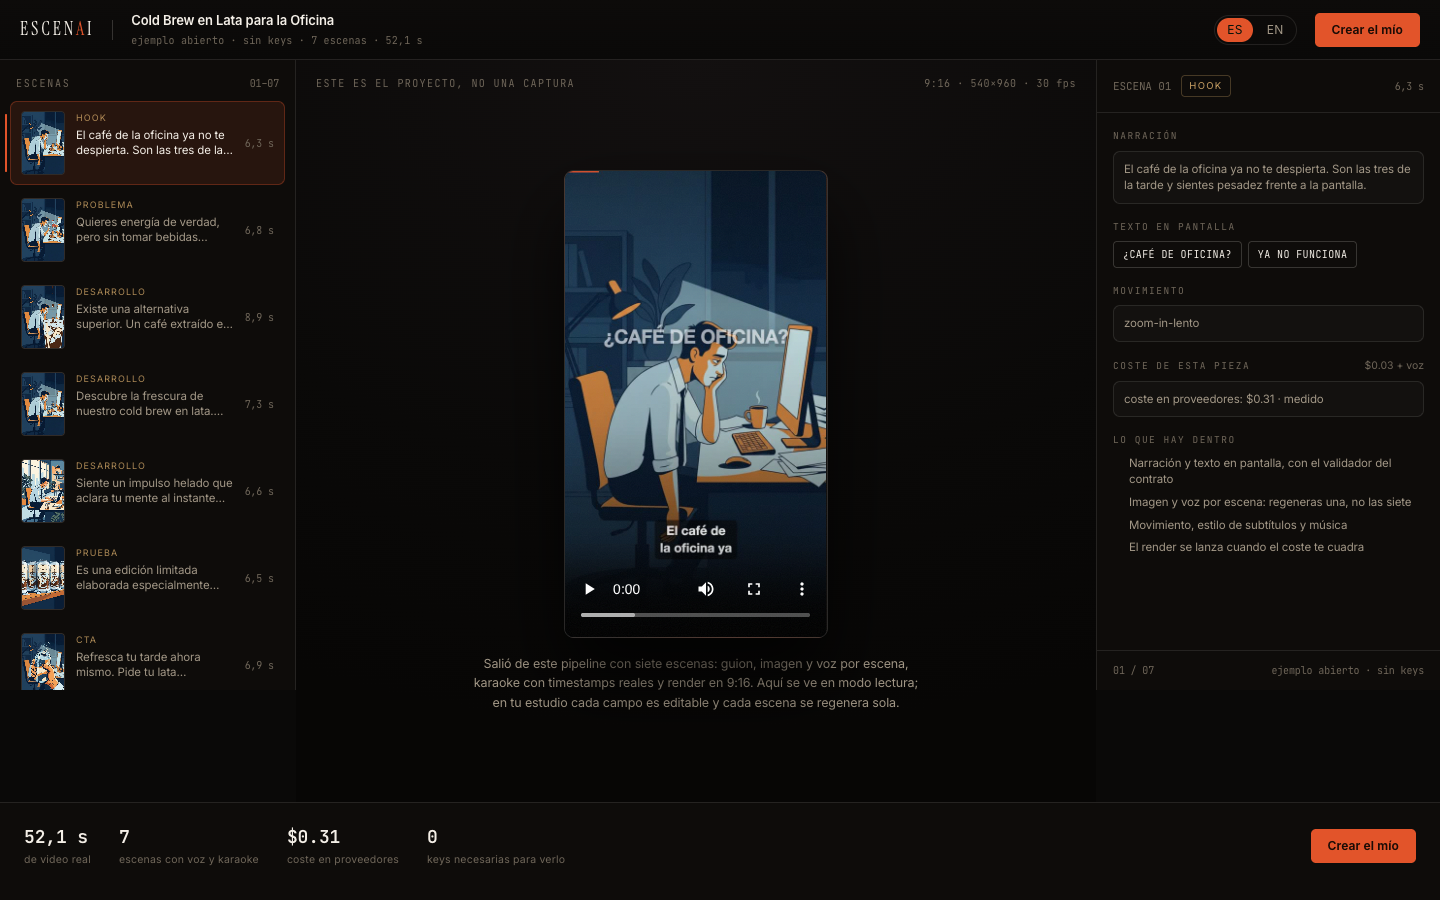 ESCENAI
Cold Brew en Lata para la Oficina
ejemplo abierto · sin keys · 7 escenas · 52,1 s
ES
EN
Crear el mío
ESCENAS
01–07
HOOK
El café de la oficina ya no te
despierta. Son las tres de la...
6,3 s
PROBLEMA
Quieres energía de verdad,
pero sin tomar bebidas...
6,8 s
DESARROLLO
Existe una alternativa
superior. Un café extraído e...
8,9 s
DESARROLLO
Descubre la frescura de
nuestro cold brew en lata....
7,3 s
DESARROLLO
Siente un impulso helado que
aclara tu mente al instante...
6,6 s
PRUEBA
Es una edición limitada
elaborada especialmente...
6,5 s
CTA
Refresca tu tarde ahora
mismo. Pide tu lata...
6,9 s
ESTE ES EL PROYECTO, NO UNA CAPTURA
9:16 · 540×960 · 30 fps
¿CAFÉ DE OFICINA?
El café de
la oficina ya
0:00
Salió de este pipeline con siete escenas: guion, imagen y voz por escena,
karaoke con timestamps reales y render en 9:16. Aquí se ve en modo lectura;
en tu estudio cada campo es editable y cada escena se regenera sola.
ESCENA 01
HOOK
6,3 s
NARRACIÓN
El café de la oficina ya no te despierta. Son las tres de
la tarde y sientes pesadez frente a la pantalla.
TEXTO EN PANTALLA
¿CAFÉ DE OFICINA?
YA NO FUNCIONA
MOVIMIENTO
zoom-in-lento
COSTE DE ESTA PIEZA
$0.03 + voz
coste en proveedores: $0.31 · medido
LO QUE HAY DENTRO
Narración y texto en pantalla, con el validador del
contrato
Imagen y voz por escena: regeneras una, no las siete
Movimiento, estilo de subtítulos y música
El render se lanza cuando el coste te cuadra
01 / 07
ejemplo abierto · sin keys
52,1 s
de video real
7
escenas con voz y karaoke
$0.31
coste en proveedores
0
keys necesarias para verlo
Crear el mío